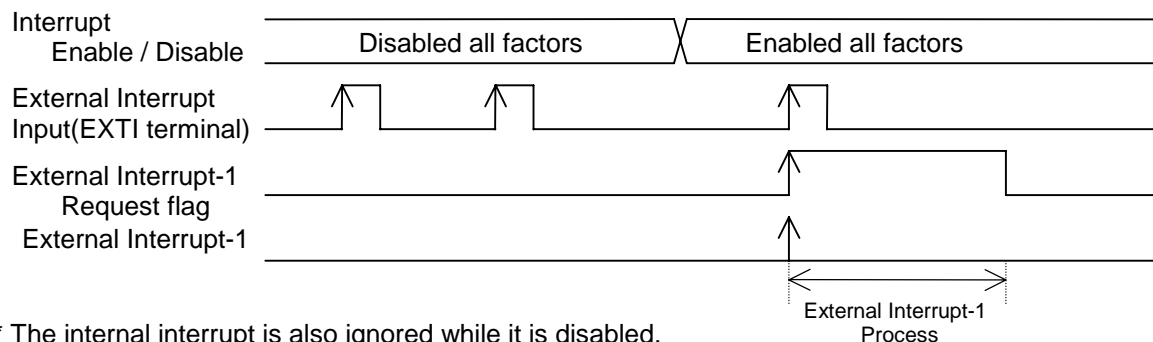 Interrupt
Enable / Disable
Disabled all factors
Enabled all factors
External Interrupt
Input(EXTI terminal)
External Interrupt-1
Request flag
External Interrupt-1
External Interrupt-1
Process
* The internal interrupt is also ignored while it is disabled.